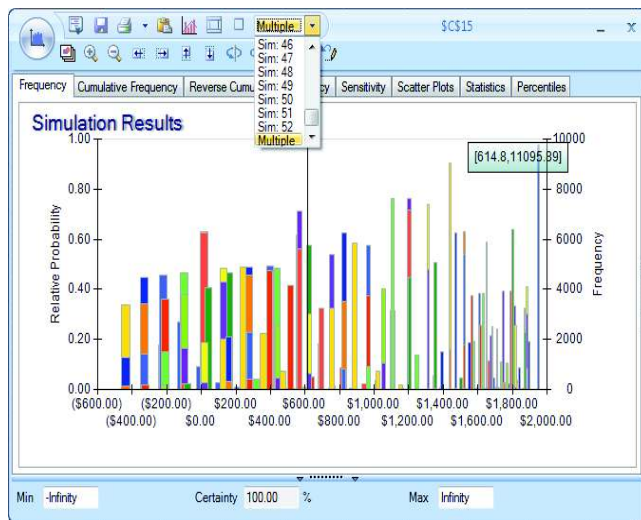 Multiple
$C$15
Sim: 46
Sim: 47
Sim: 48
Sim: 49
Sim: 50
Sim: 51
Sim: 52
Multiple
Frequency
Cumulative Frequency
Reverse Cumu
cy
Sensitivity
Scatter Plots
Statistics
Percentiles
Simulation Results
1.00
0.80
0.60
0.40
0.20
0.00
Relative Probability
[614.8,11095.89]
10000
8000
6000
4000
2000
0
Frequency
($600.00) ($200.00) $200.00 $600.00 $1,000.00 $1,400.00 $1,800.00
($400.00) $0.00 $400.00 $800.00 $1,200.00 $1,600.00 $2,000.00
Min -Infinity Certainty 100.00 % Max Infinity